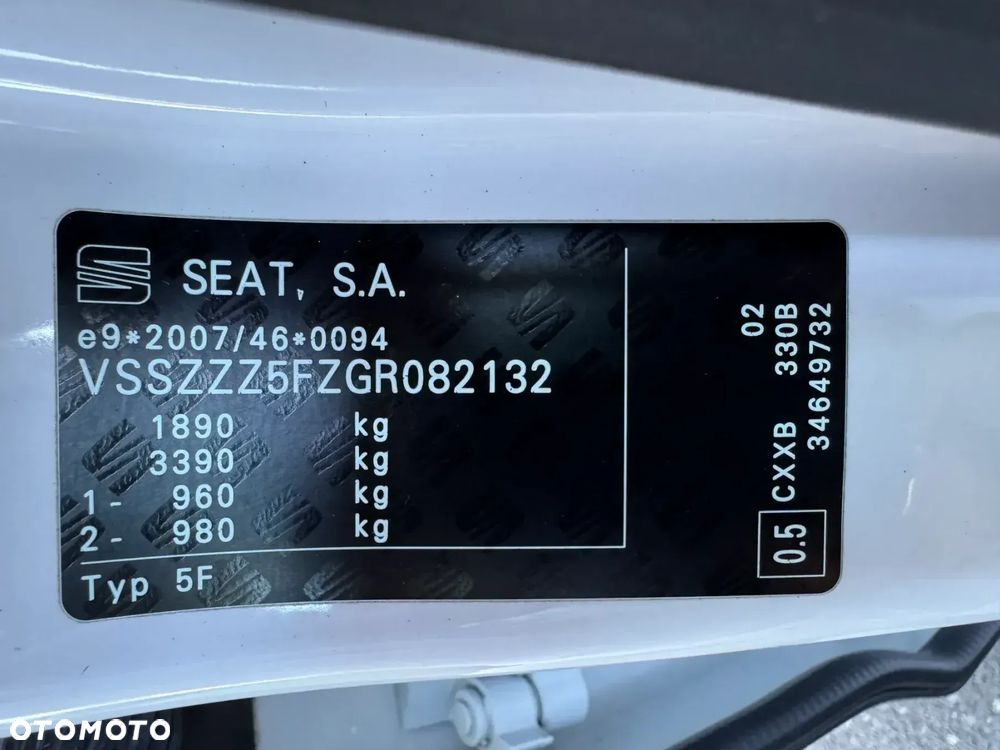 SEAT, S.A.
e9*2007/46*0094
VSSZZZ5FZGR082132
1890 kg
3390 kg
1- 960 kg
2- 980 kg
Typ 5F
02
0.5 CXXB 330B
34649732
OTOMOTO